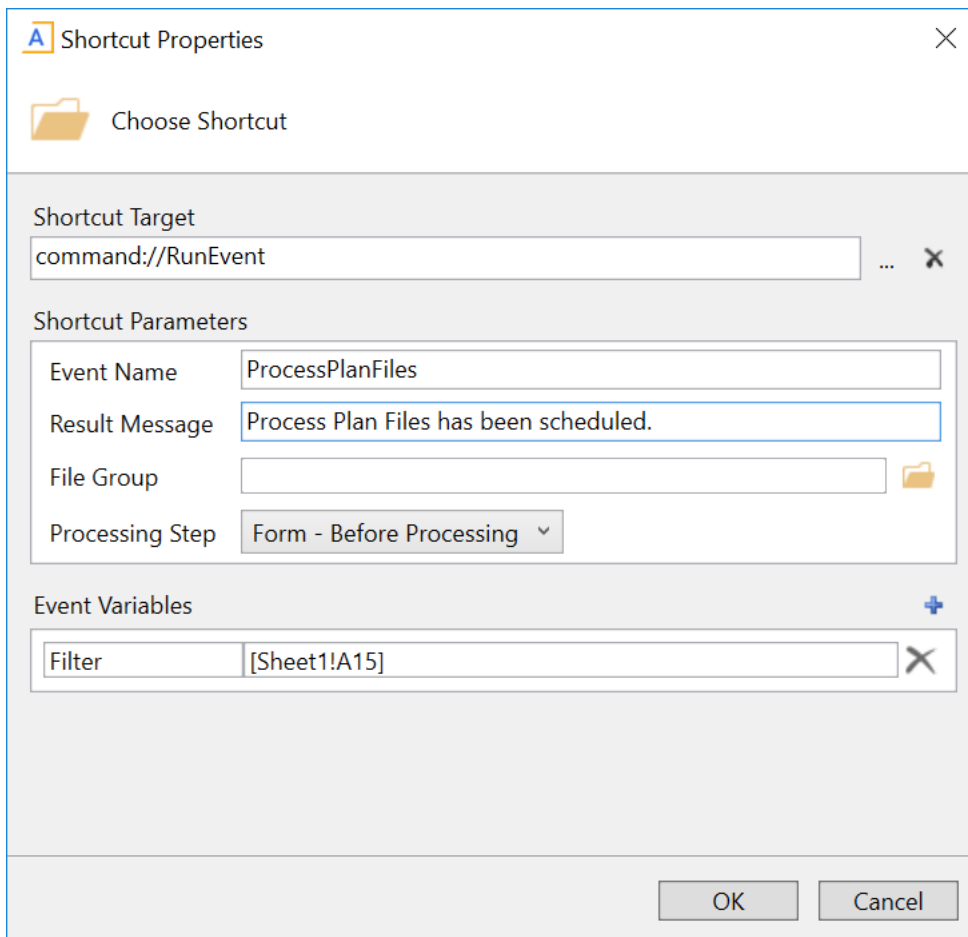 A Shortcut Properties
Choose Shortcut
Shortcut Target
command://RunEvent ...
Shortcut Parameters
Event Name ProcessPlanFiles
Result Message Process Plan Files has been scheduled.
File Group
Processing Step Form - Before Processing
Event Variables
Filter [Sheet1!A15]
OK Cancel